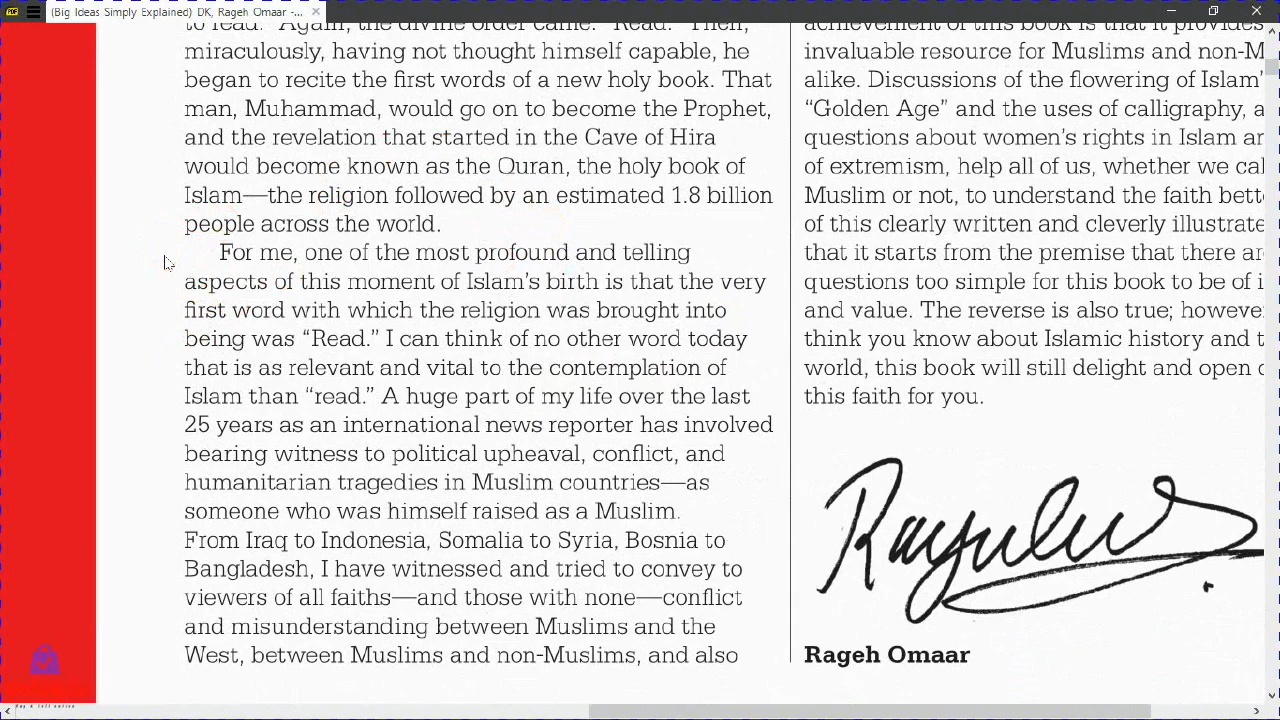 (Big Ideas Simply Explained) DK, Rageh Omaar -...
to read." Again, the divine order came: "Read." Then,
miraculously, having not thought himself capable, he
began to recite the first words of a new holy book. That
man, Muhammad, would go on to become the Prophet,
and the revelation that started in the Cave of Hira
would become known as the Quran, the holy book of
Islam—the religion followed by an estimated 1.8 billion
people across the world.
For me, one of the most profound and telling
aspects of this moment of Islam's birth is that the very
first word with which the religion was brought into
being was “Read.” I can think of no other word today
that is as relevant and vital to the contemplation of
Islam than “read.” A huge part of my life over the last
25 years as an international news reporter has involved
bearing witness to political upheaval, conflict, and
humanitarian tragedies in Muslim countries—as
someone who was himself raised as a Muslim.
From Iraq to Indonesia, Somalia to Syria, Bosnia to
Bangladesh, I have witnessed and tried to convey to
viewers of all faiths—and those with none—conflict
and misunderstanding between Muslims and the
West, between Muslims and non-Muslims, and also
achievement of this book is that it provides
invaluable resource for Muslims and non-M
alike. Discussions of the flowering of Islam’
“Golden Age” and the uses of calligraphy, a
questions about women’s rights in Islam an
of extremism, help all of us, whether we cal
Muslim or not, to understand the faith bett
of this clearly written and cleverly illustrate
that it starts from the premise that there ar
questions too simple for this book to be of i
and value. The reverse is also true; howeve
think you know about Islamic history and t
world, this book will still delight and open
this faith for you.
Rageh Omaar